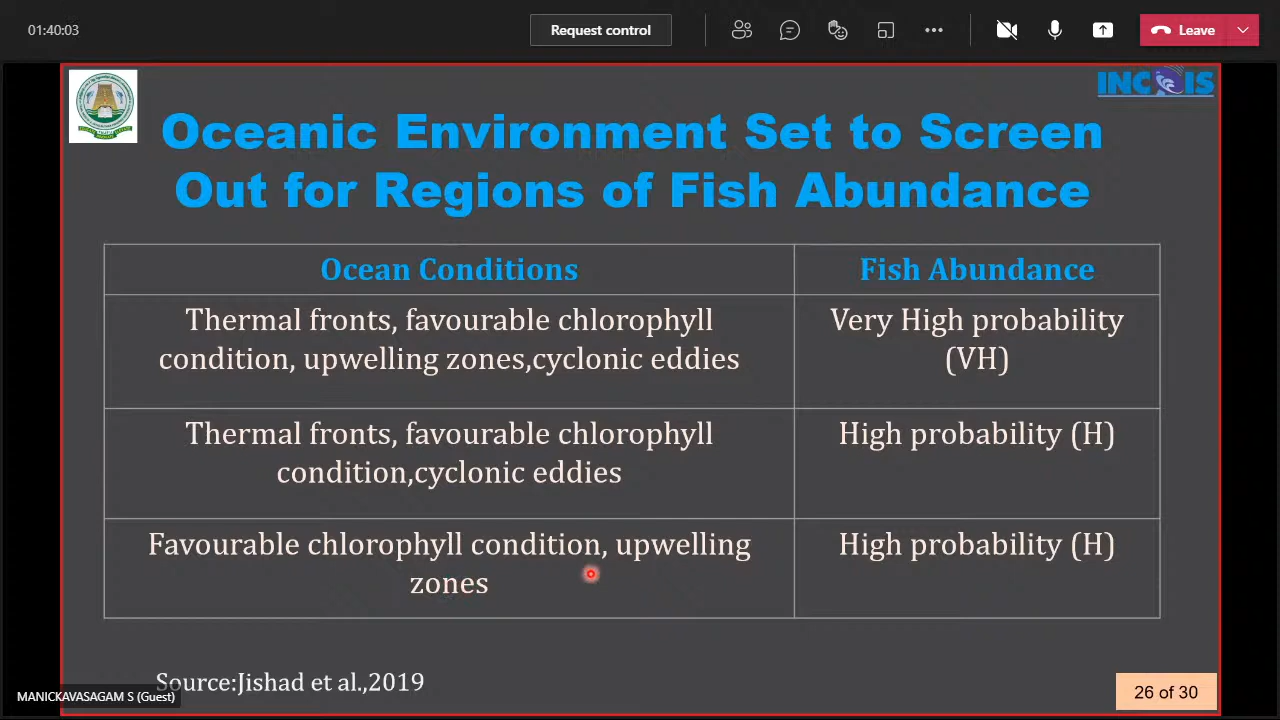 01:40:03
Request control
Leave
INCOIS
Oceanic Environment Set to Screen
Out for Regions of Fish Abundance
Ocean Conditions
Fish Abundance
Thermal fronts, favourable chlorophyll
condition, upwelling zones,cyclonic eddies
Very High probability
(VH)
Thermal fronts, favourable chlorophyll
condition,cyclonic eddies
High probability (H)
Favourable chlorophyll condition, upwelling
zones
High probability (H)
Source:Jishad et al.,2019
MANICKAVASAGAM S (Guest)
26 of 30